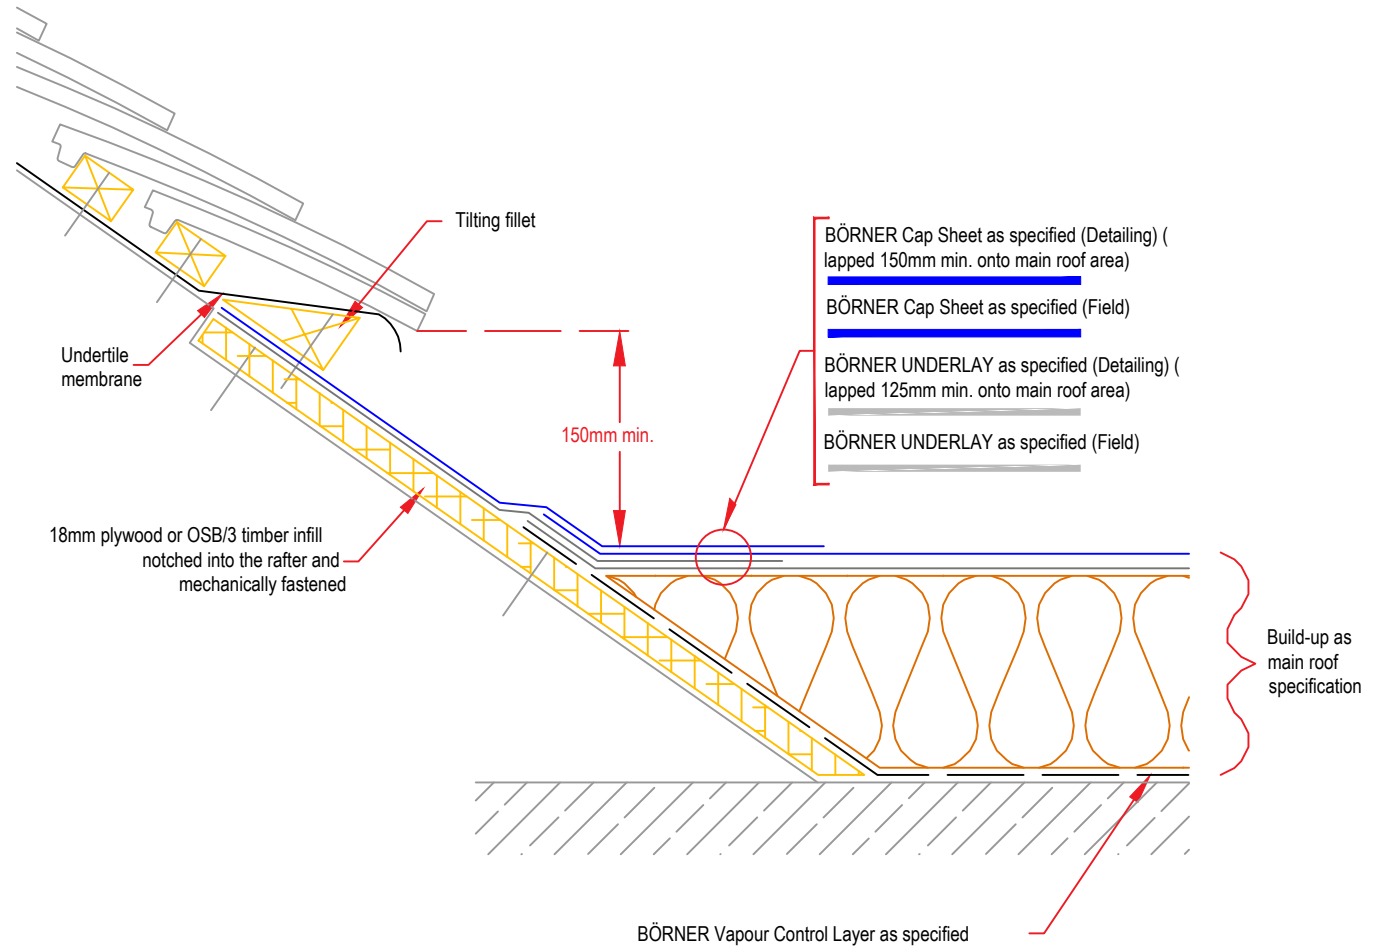 Tilting fillet
BÖRNER Cap Sheet as specified (Detailing) (
lapped 150mm min. onto main roof area)
BÖRNER Cap Sheet as specified (Field)
BÖRNER UNDERLAY as specified (Detailing) (
lapped 125mm min. onto main roof area)
BÖRNER UNDERLAY as specified (Field)
Undertile
membrane
150mm min.
18mm plywood or OSB/3 timber infill
notched into the rafter and
mechanically fastened
Build-up as
main roof
specification
BÖRNER Vapour Control Layer as specified